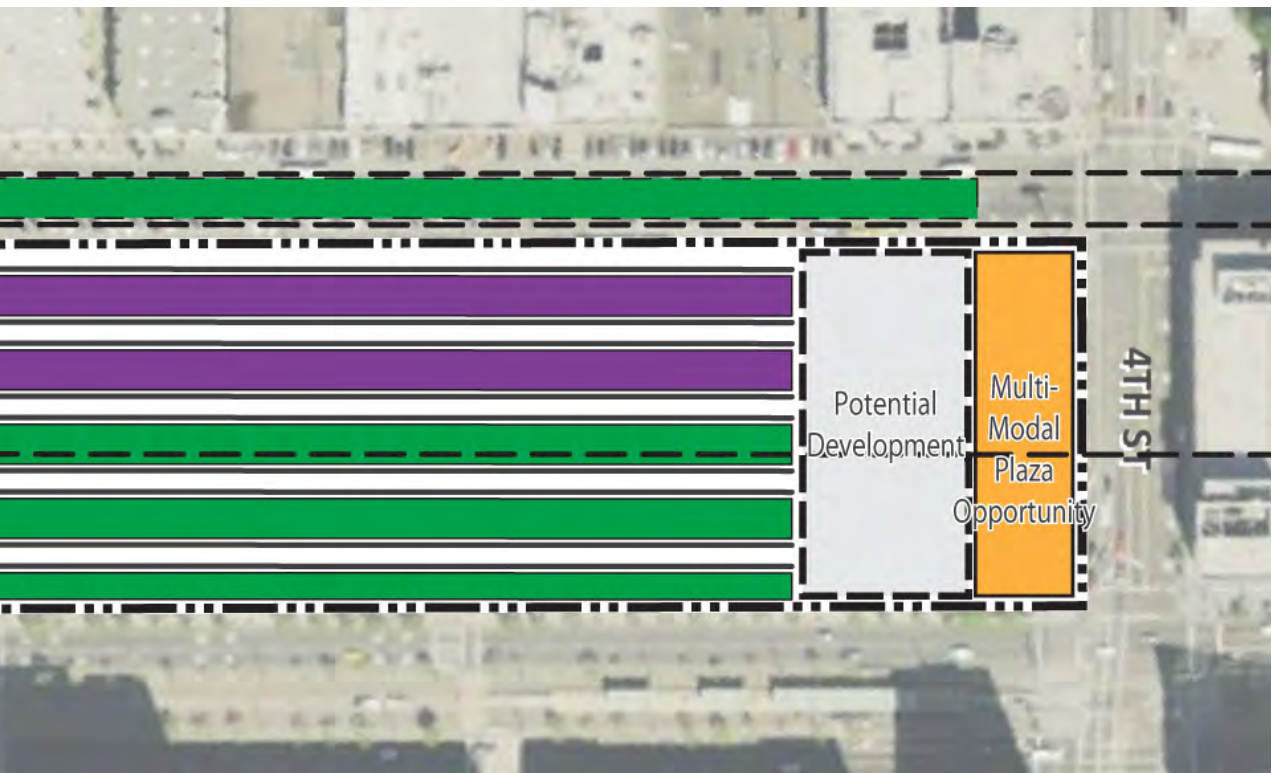 Potential
Development
Multi-
Modal
Plaza
Opportunity
4TH ST